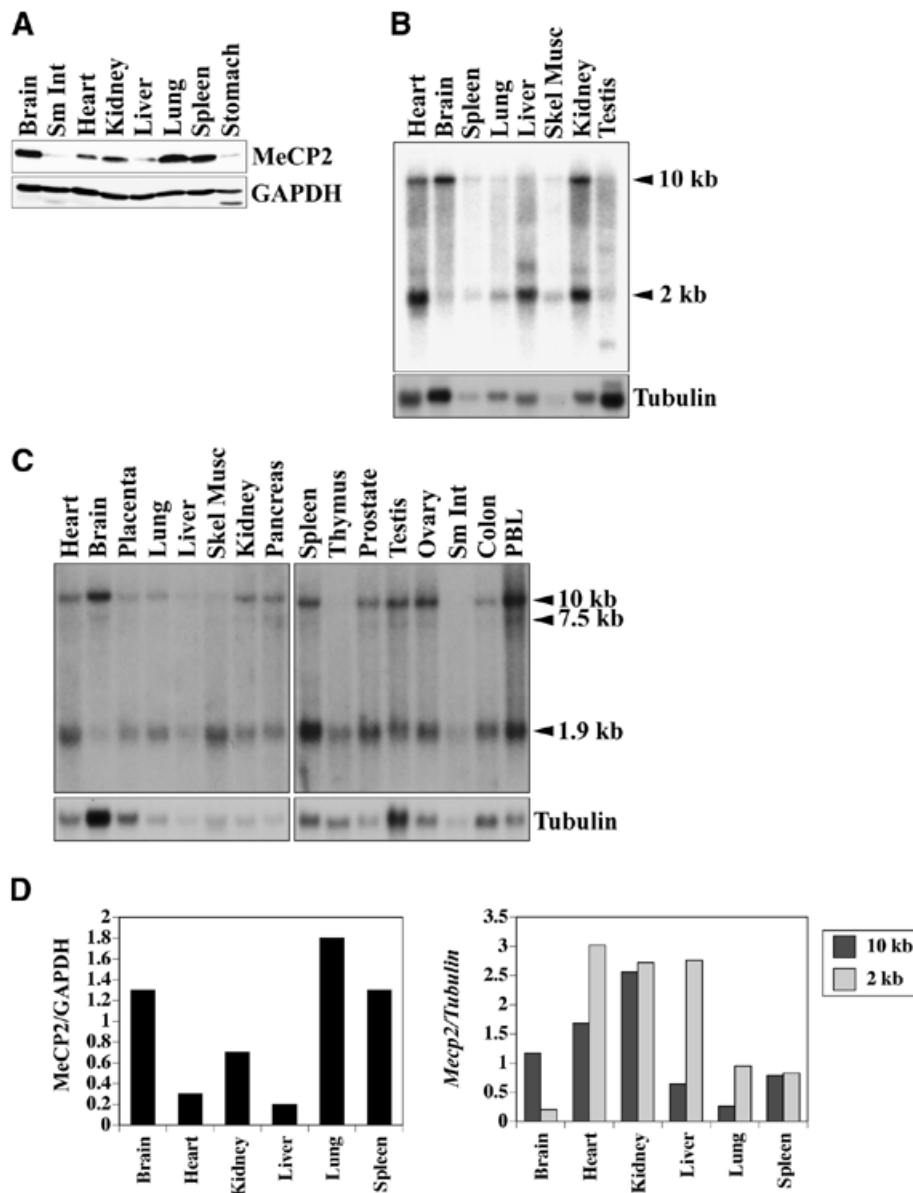 A
Brain Sm Int Heart Kidney Liver Lung Spleen Stomach
MeCP2
GAPDH
B
Heart Brain Spleen Lung Liver Skel Musc Kidney Testis
10 kb
2 kb
Tubulin
C
Heart Brain Placenta Lung Liver Skel Musc Kidney Pancreas Spleen Thymus Prostate Testis Ovary Sm Int Colon PBL
10 kb
7.5 kb
1.9 kb
Tubulin
D
MeCP2/GAPDH
2
1.8
1.6
1.4
1.2
1
0.8
0.6
0.4
0.2
Brain Heart Kidney Liver Lung Spleen
Mecp2/Tubulin
3.5
3
2.5
2
1.5
1
0.5
0
Brain Heart Kidney Liver Lung Spleen
10 kb
2 kb